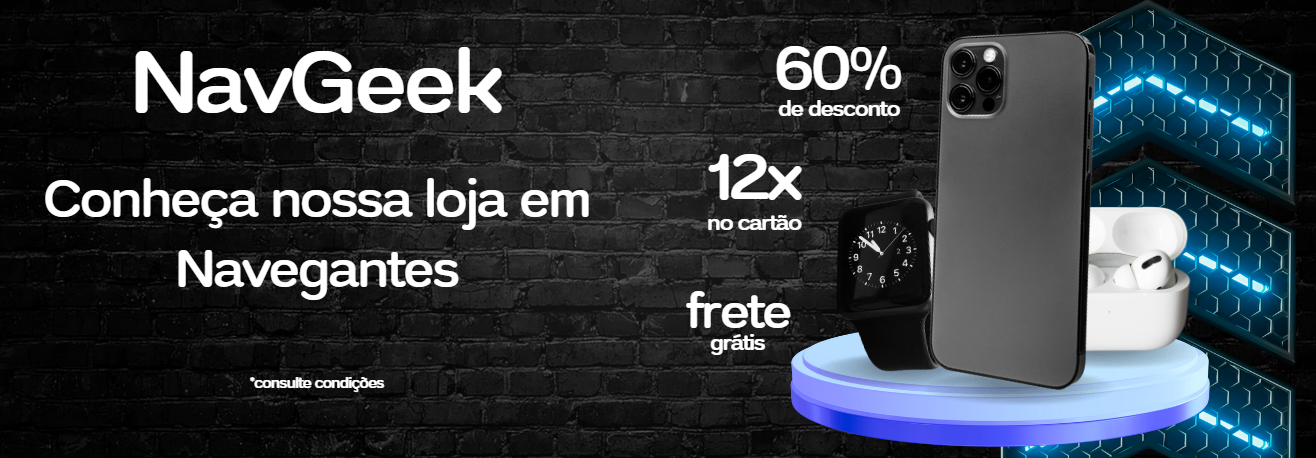 NavGeek
Conheça nossa loja em
Navegantes
*consulte condições
60%
de desconto
12x
no cartão
frete
grátis